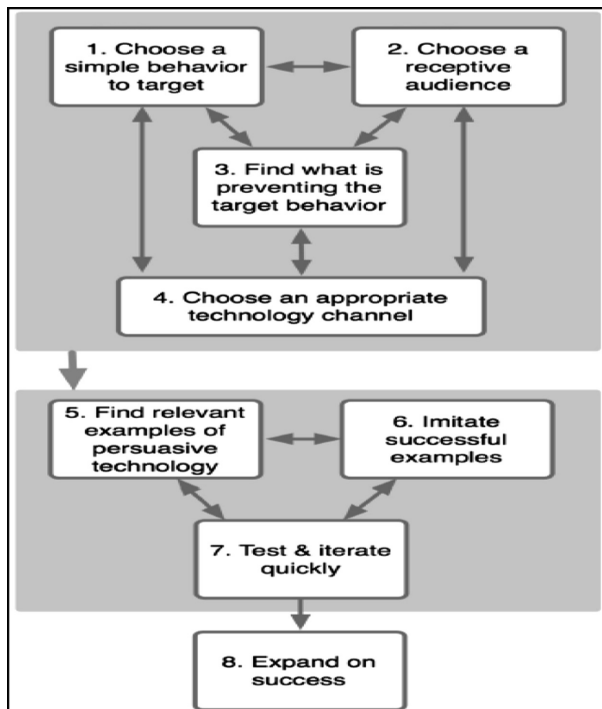 1. Choose a
simple behavior
to target
2. Choose a
receptive
audience
3. Find what is
preventing the
target behavior
4. Choose an appropriate
technology channel
5. Find relevant
examples of
persuasive
technology
6. Imitate
successful
examples
7. Test & iterate
quickly
8. Expand on
success